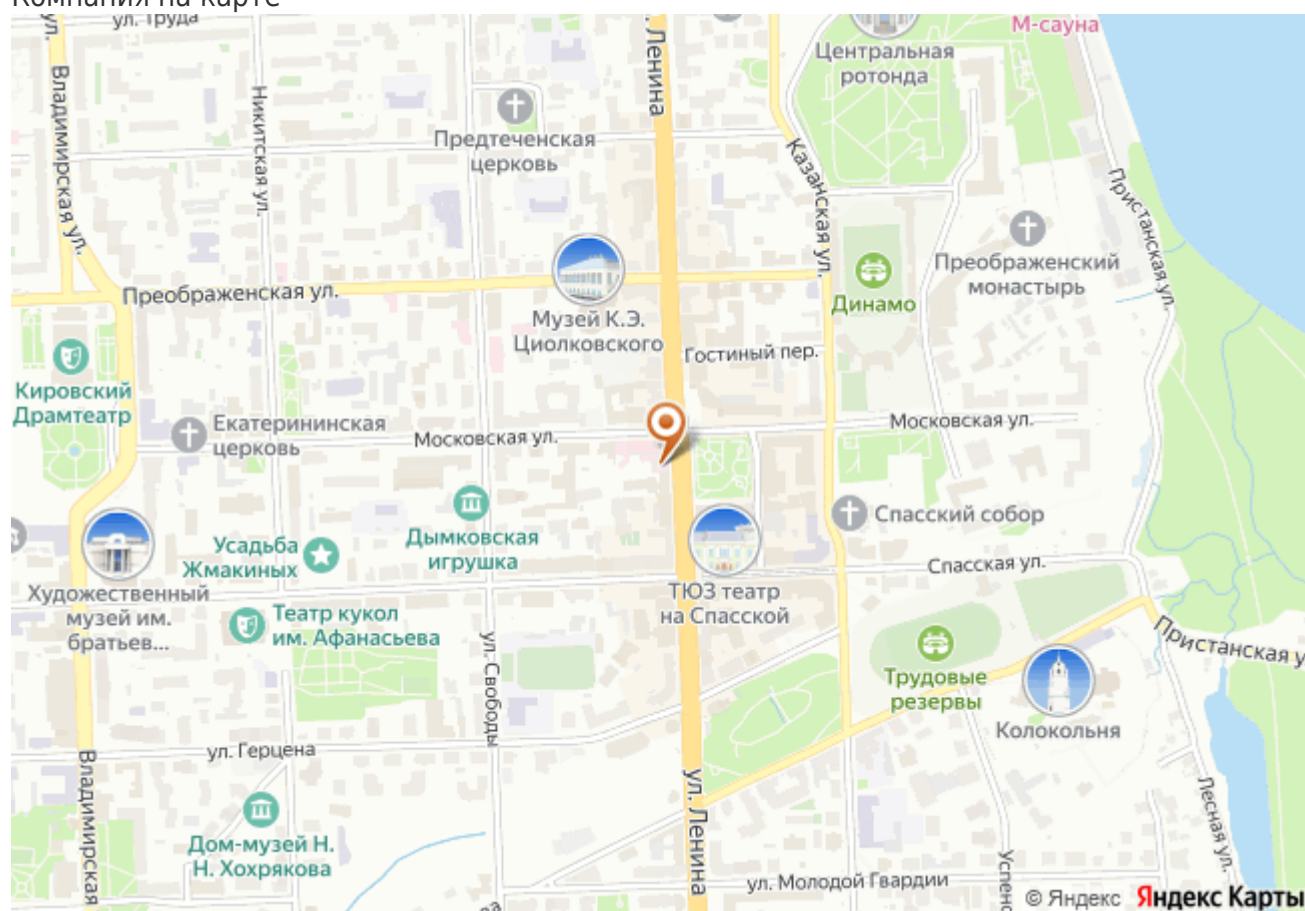 Компания на карте
ул. Труда
М-сауна
Центральная
ротонда
ул. Ленина
Владимирская ул.
Никитская ул.
Предтеченская
церковь
Казанская ул.
Пристанская ул.
Преображенский
монастырь
Динамо
Преображенская ул.
Музей К.Э.
Циолковского
Гостиный пер.
Кировский
Драмтеатр
Екатерининская
церковь
Московская ул.
Московская ул.
Спасский собор
Дымковская
игрушка
Усадьба
Жмакиных
Спасская ул.
Художественный
музей им.
братьев...
ТЮЗ театр
на Спасской
Театр кукол
им. Афанасьева
ул. Свободы
Пристанская у
Трудовые
резервы
Колокольня
ул. Герцена
Владимирская
ул. Ленина
Лесная ул.
Дом-музей Н.
Н. Хохрякова
ул. Молодой Гвардии
Успенс
© Яндекс Яндекс Карты